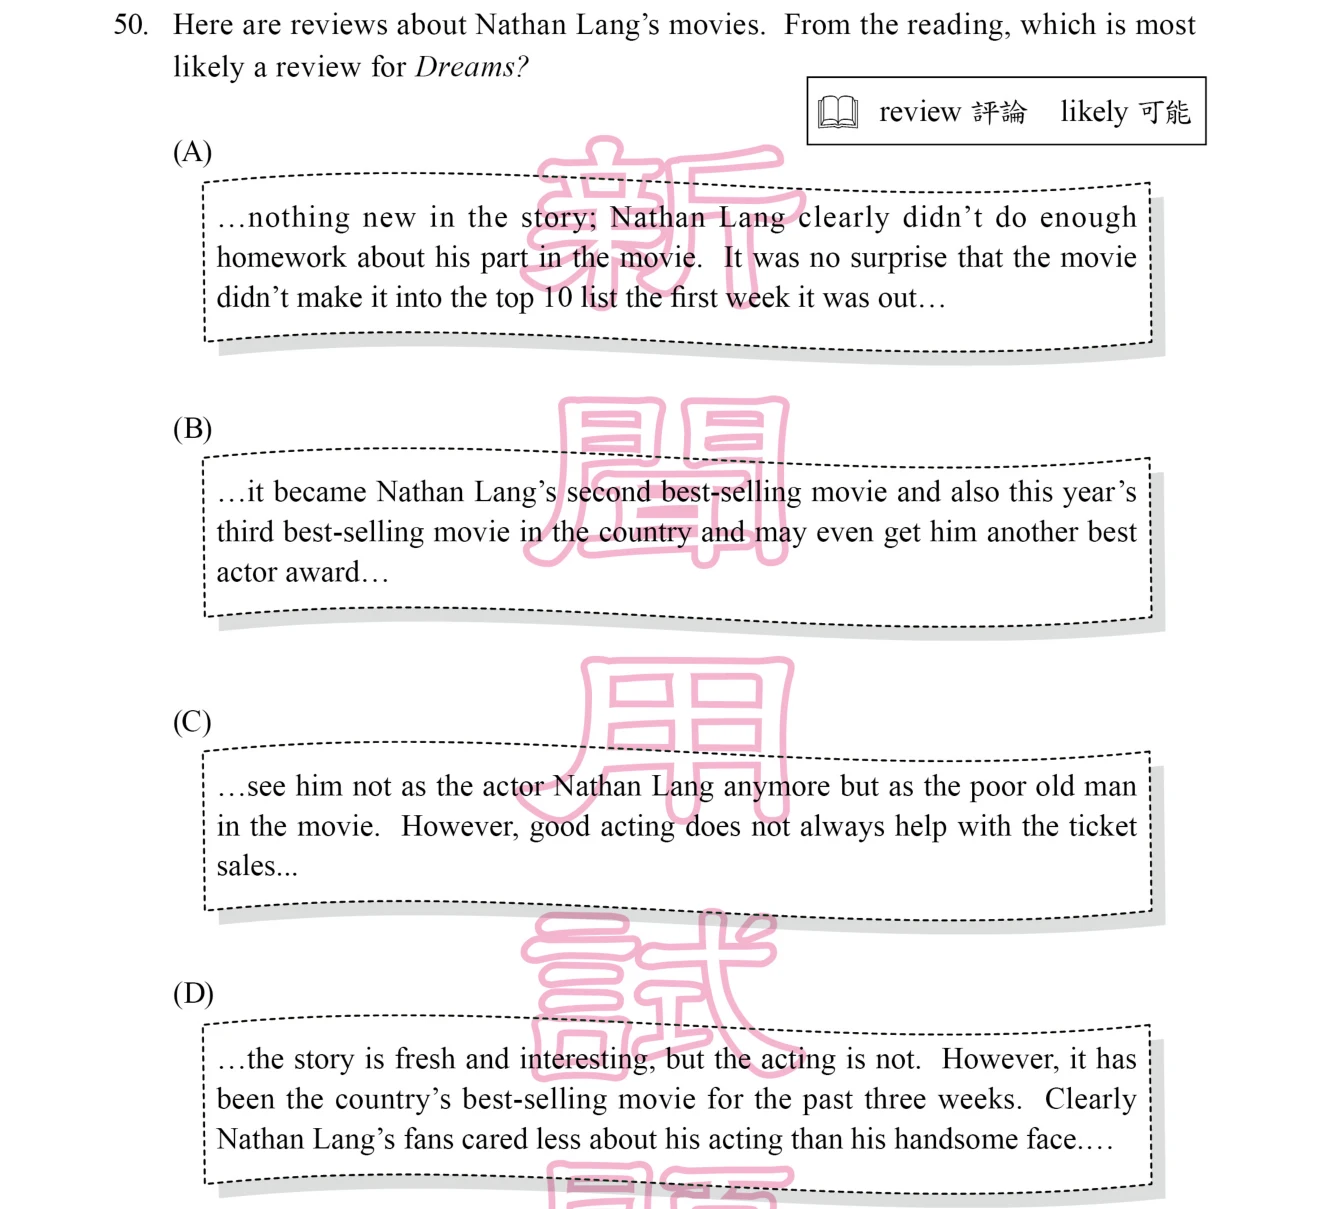 50. Here are reviews about Nathan Lang’s movies. From the reading, which is most
likely a review for Dreams?
review 評論 likely 可能
(A)
…nothing new in the story; Nathan Lang clearly didn’t do enough
homework about his part in the movie. It was no surprise that the movie
didn’t make it into the top 10 list the first week it was out…
(B)
…it became Nathan Lang’s second best-selling movie and also this year’s
third best-selling movie in the country and may even get him another best
actor award…
(C)
…see him not as the actor Nathan Lang anymore but as the poor old man
in the movie. However, good acting does not always help with the ticket
sales...
(D)
…the story is fresh and interesting, but the acting is not. However, it has
been the country’s best-selling movie for the past three weeks. Clearly
Nathan Lang’s fans cared less about his acting than his handsome face.…
新
聞
用
試